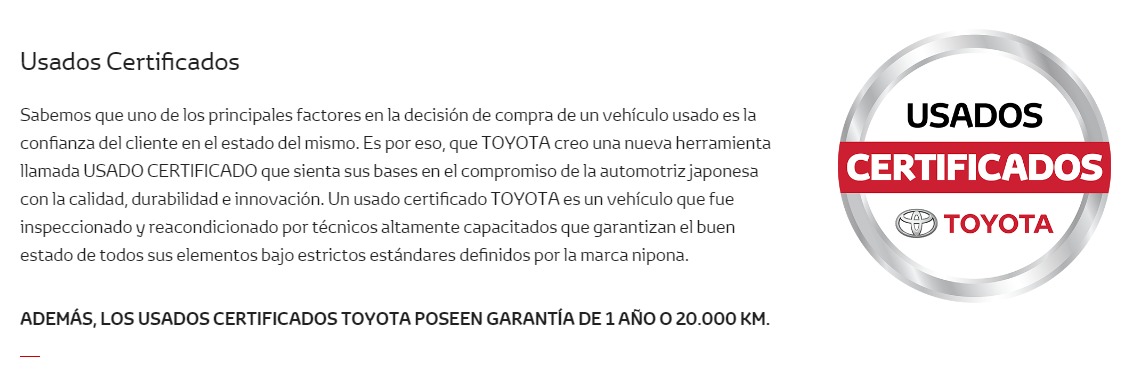 Usados Certificados
Sabemos que uno de los principales factores en la decisión de compra de un vehículo usado es la
confianza del cliente en el estado del mismo. Es por eso, que TOYOTA creo una nueva herramienta
llamada USADO CERTIFICADO que sienta sus bases en el compromiso de la automotriz japonesa
con la calidad, durabilidad e innovación. Un usado certificado TOYOTA es un vehículo que fue
inspeccionado y reacondicionado por técnicos altamente capacitados que garantizan el buen
estado de todos sus elementos bajo estrictos estándares definidos por la marca nipona.
ADEMÁS, LOS USADOS CERTIFICADOS TOYOTA POSEEN GARANTÍA DE 1 AÑO O 20.000 KM.
USADOS
CERTIFICADOS
TOYOTA